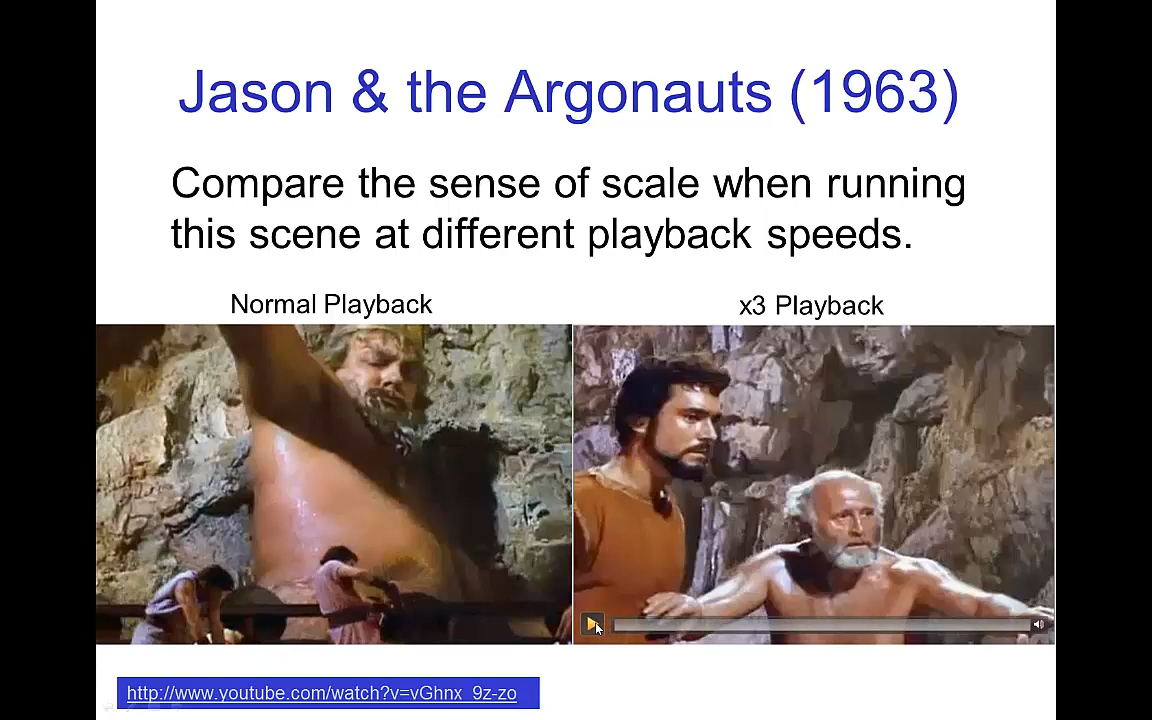 Jason & the Argonauts (1963)
Compare the sense of scale when running
this scene at different playback speeds.
Normal Playback
x3 Playback
http://www.youtube.com/watch?v=vGhnx_9z-zo